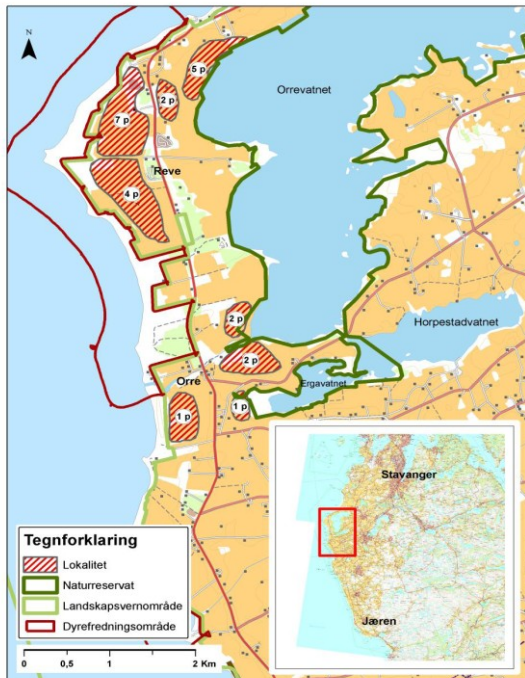 N
5 p
Orrevatnet
2 p
7 p
Reve
4 p
2 p
Horpestadvatnet
2 p
Ergavatnet
Orre
1 p
1 p
Stavanger
Jæren
Tegnforklaring
Lokalitet
Naturreservat
Landskapsvernområde
Dyrefredningsområde
0 0,5 1 2 Km